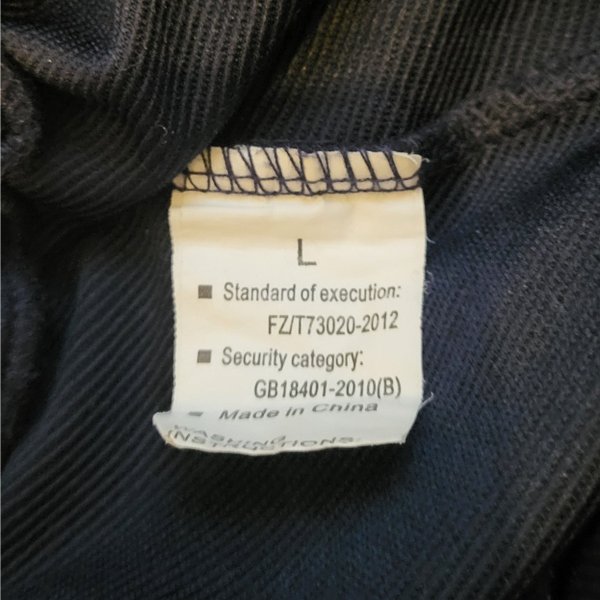 L
■ Standard of execution:
FZ/T73020-2012
■ Security category:
GB18401-2010(B)
■ Made in China
WASHING
INSTRUCTIONS